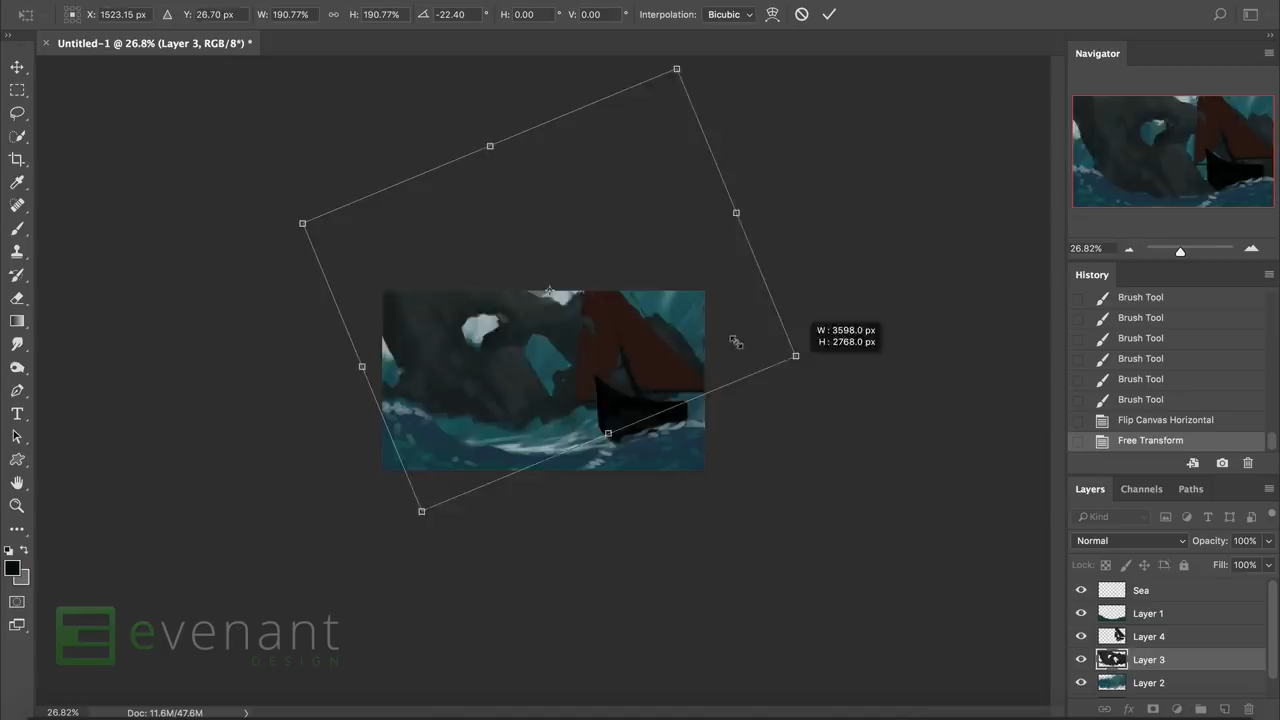 X: 1523.15 px Y: 26.70 px W: 190.77% H: 190.77% -22.40 ° H: 0.00 ° V: 0.00 ° Interpolation: Bicubic
× Untitled-1 @ 26.8% (Layer 3, RGB/8*) *
Navigator
26.82%
History
Brush Tool
Brush Tool
Brush Tool
Brush Tool
Brush Tool
Brush Tool
Flip Canvas Horizontal
Free Transform
W : 3598.0 px
H : 2768.0 px
Layers Channels Paths
Kind
Normal Opacity: 100%
Lock: Fill: 100%
Sea
Layer 1
Layer 4
Layer 3
Layer 2
fx
evenant
DESIGN
26.82% Doc: 11.6M/47.6M